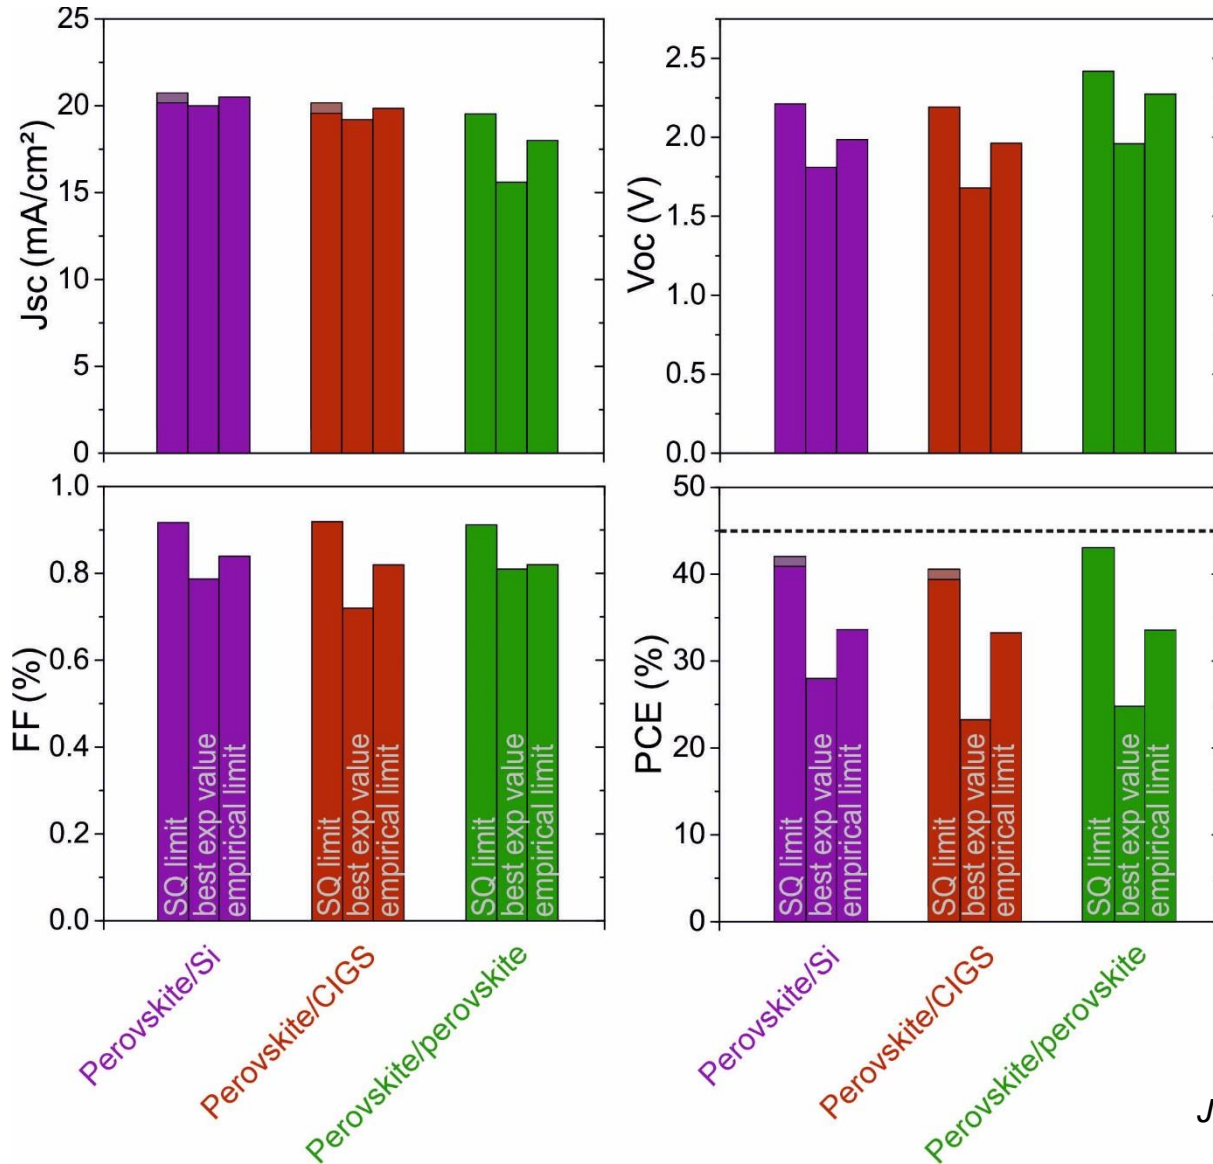 Jsc (mA/cm²)
25
20
15
10
5
0
Voc (V)
2.5
2.0
1.5
1.0
0.5
0.0
FF (%)
1.0
0.8
0.6
0.4
0.2
0.0
SQ limit
best exp value
empirical limit
SQ limit
best exp value
empirical limit
SQ limit
best exp value
empirical limit
Perovskite/Si
Perovskite/CIGS
Perovskite/perovskite
PCE (%)
50
40
30
20
10
0
SQ limit
best exp value
empirical limit
SQ limit
best exp value
empirical limit
SQ limit
best exp value
empirical limit
Perovskite/Si
Perovskite/CIGS
Perovskite/perovskite
J